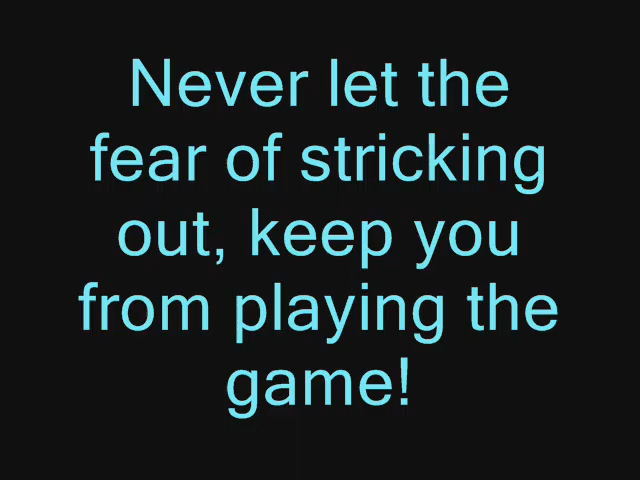 Never let the
fear of stricking
out, keep you
from playing the
game!